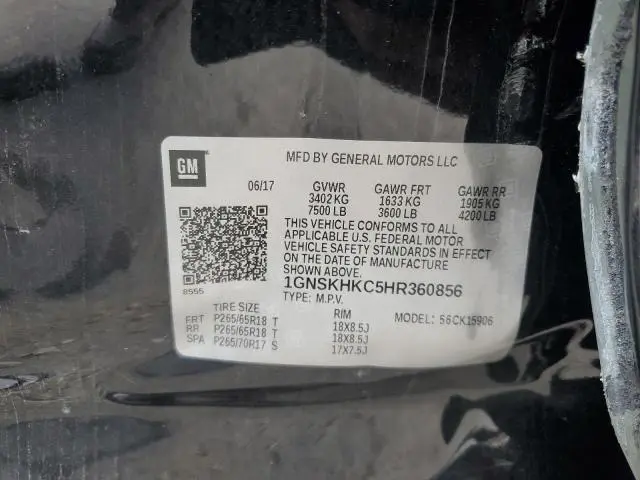 GM
MFD BY GENERAL MOTORS LLC
06/17 GVWR GAWR FRT GAWR RR
3402 KG 1633 KG 1905 KG
7500 LB 3600 LB 4200 LB
THIS VEHICLE CONFORMS TO ALL
APPLICABLE U.S. FEDERAL MOTOR
VEHICLE SAFETY STANDARDS IN EFFECT
ON THE DATE OF MANUFACTURE
SHOWN ABOVE.
8555
1GNSKHKC5HR360856
TYPE: M.P.V.
TIRE SIZE RIM MODEL: 56CK15906
FRT P265/65R18 T 18X8.5J
RR P265/65R18 T 18X8.5J
SPA P265/70R17 S 17X7.5J